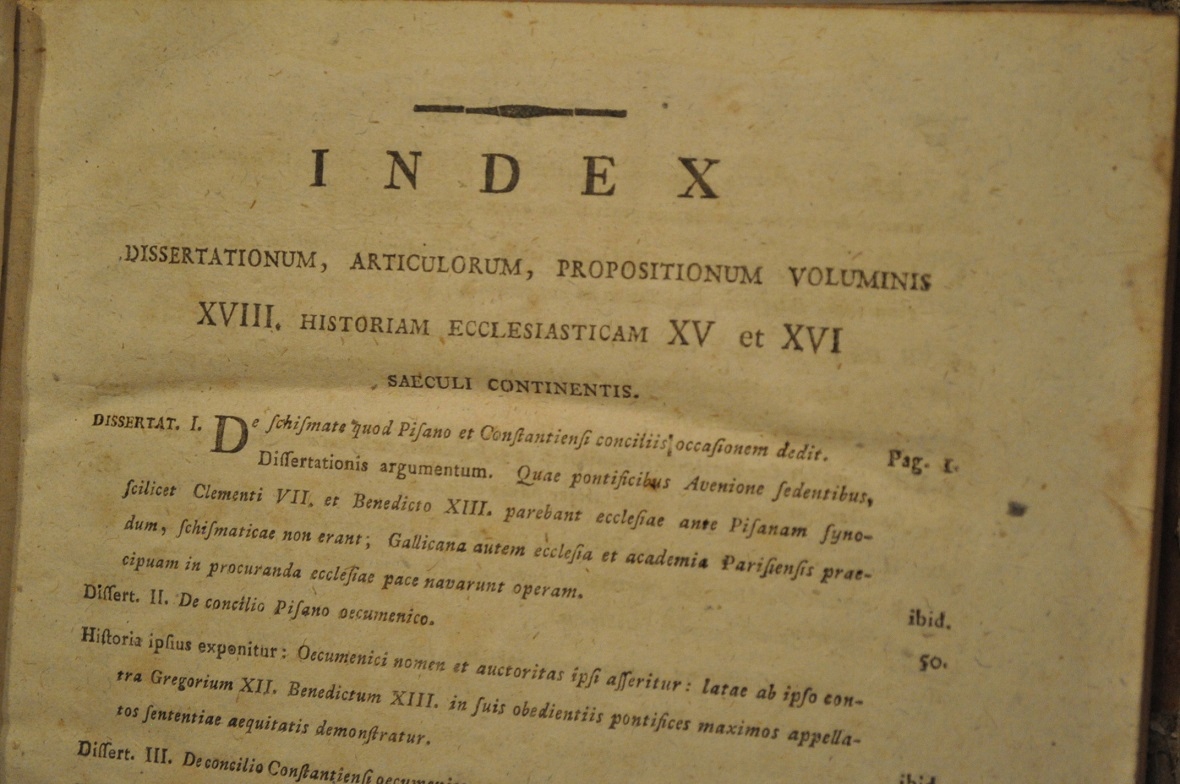 INDEX
DISSERTATIONUM, ARTICULORUM, PROPOSITIONUM VOLUMINIS
XVIII. HISTORIAM ECCLESIASTICAM XV et XVI
SAECULI CONTINENTIS.
DISSERTAT. I. De ſchiſmate quod Piſano et Conſtantienſi conciliis occaſionem dedit. Pag. 1.
Diſſertationis argumentum. Quae pontificibus Avenione ſedentibus,
ſcilicet Clementi VII. et Benedicto XIII. parebant eccleſiae ante Piſanam ſyno-
dum, ſchiſmaticae non erant; Gallicana autem eccleſia et academia Pariſienſis prae-
cipuam in procuranda eccleſiae pace navarunt operam. ibid.
Diſſert. II. De concilio Piſano oecumenico. 50.
Hiſtoria ipſius exponitur: Oecumenici nomen et auctoritas ipſi aſſeritur: latae ab ipſo con-
tra Gregorium XII. Benedictum XIII. in ſuis obedientiis pontifices maximos appella-
tos ſententiae aequitatis demonſtratur. ibid.
Diſſert. III. De concilio Conſtantienſi